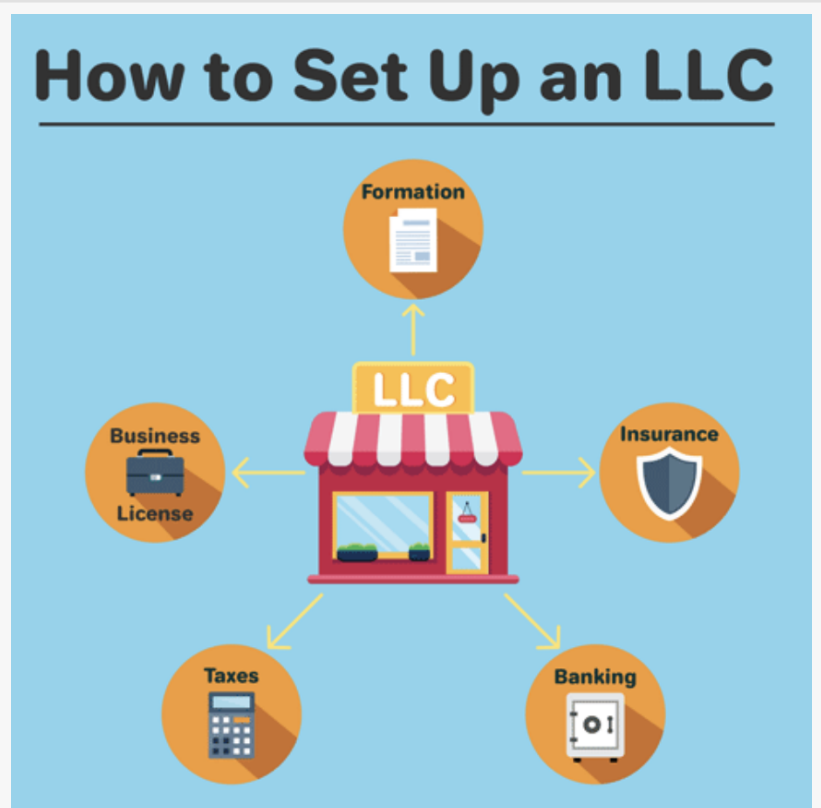 How to Set Up an LLC
Formation
LLC
Business
License
Insurance
Taxes
Banking